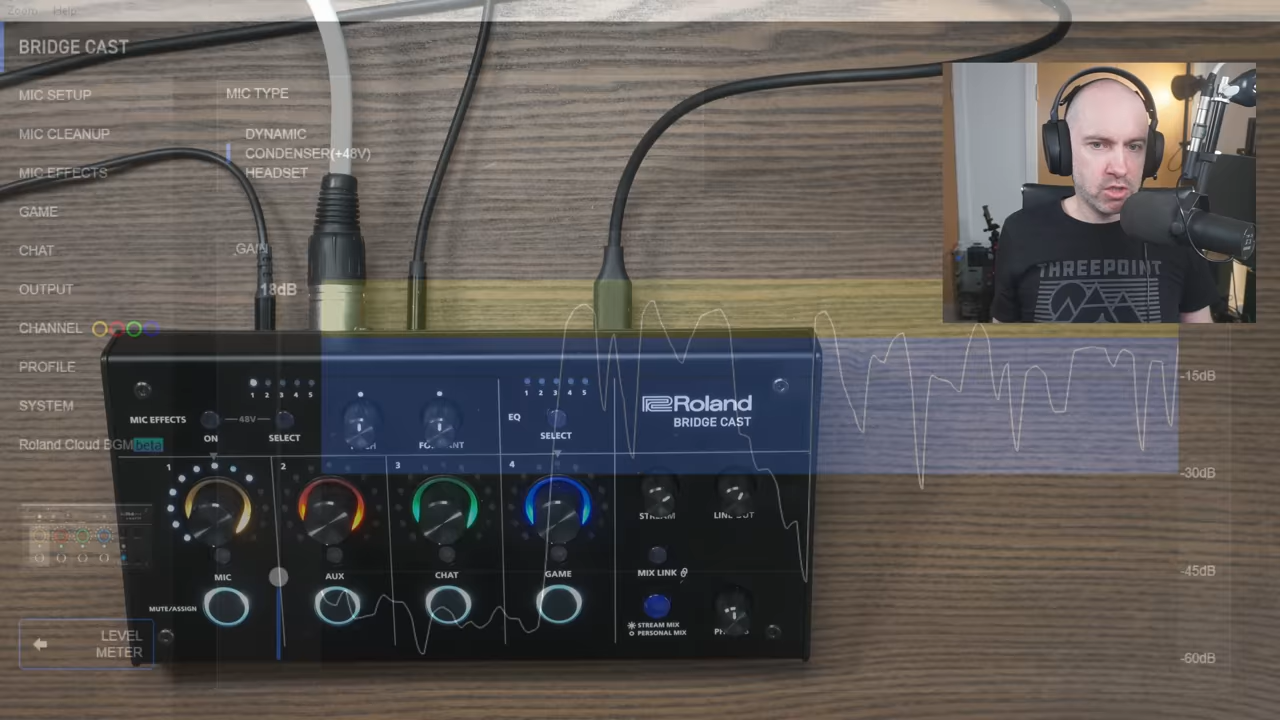 Zoom Help
BRIDGE CAST
MIC SETUP
MIC TYPE
MIC CLEANUP
DYNAMIC
CONDENSER(+48V)
MIC EFFECTS
HEADSET
GAME
CHAT
GAIN
OUTPUT
18dB
CHANNEL
PROFILE
SYSTEM
Roland Cloud BGM beta
LEVEL
METER
-15dB
-30dB
-45dB
-60dB
THREEPOINT
1 2 3 4 5
1 2 3 4 5
MIC EFFECTS
48V
ON
SELECT
EQ
SELECT
Roland
BRIDGE CAST
1
2
3
4
STREAM
LINE OUT
MIC
AUX
CHAT
GAME
MIX LINK
MUTE/ASSIGN
STREAM MIX
PERSONAL MIX